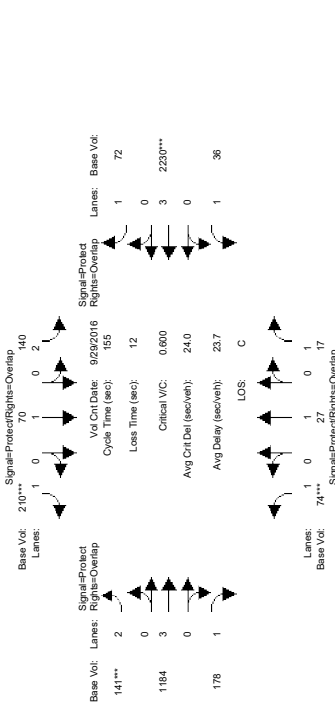 Signal=Protect/Rights=Overlap
Base Vol: 210*** 70 140
Lanes: 1 0 1 0 2
Signal=Protect
Rights=Overlap
Signal=Protect
Rights=Overlap
Base Vol: Lanes:
Vol Cnt Date: 9/29/2016
Lanes: Base Vol:
Cycle Time (sec): 155
141*** 2
1 72
Loss Time (sec): 12
0
0
1184 3
Critical V/C: 0.600
3 2230***
0
Avg Crit Del (sec/veh): 24.0
0
178 1
Avg Delay (sec/veh): 23.7
1 36
LOS: C
Lanes: 1 0 1 0 1
Base Vol: 74*** 27 17
Signal=Protect/Rights=Overlap